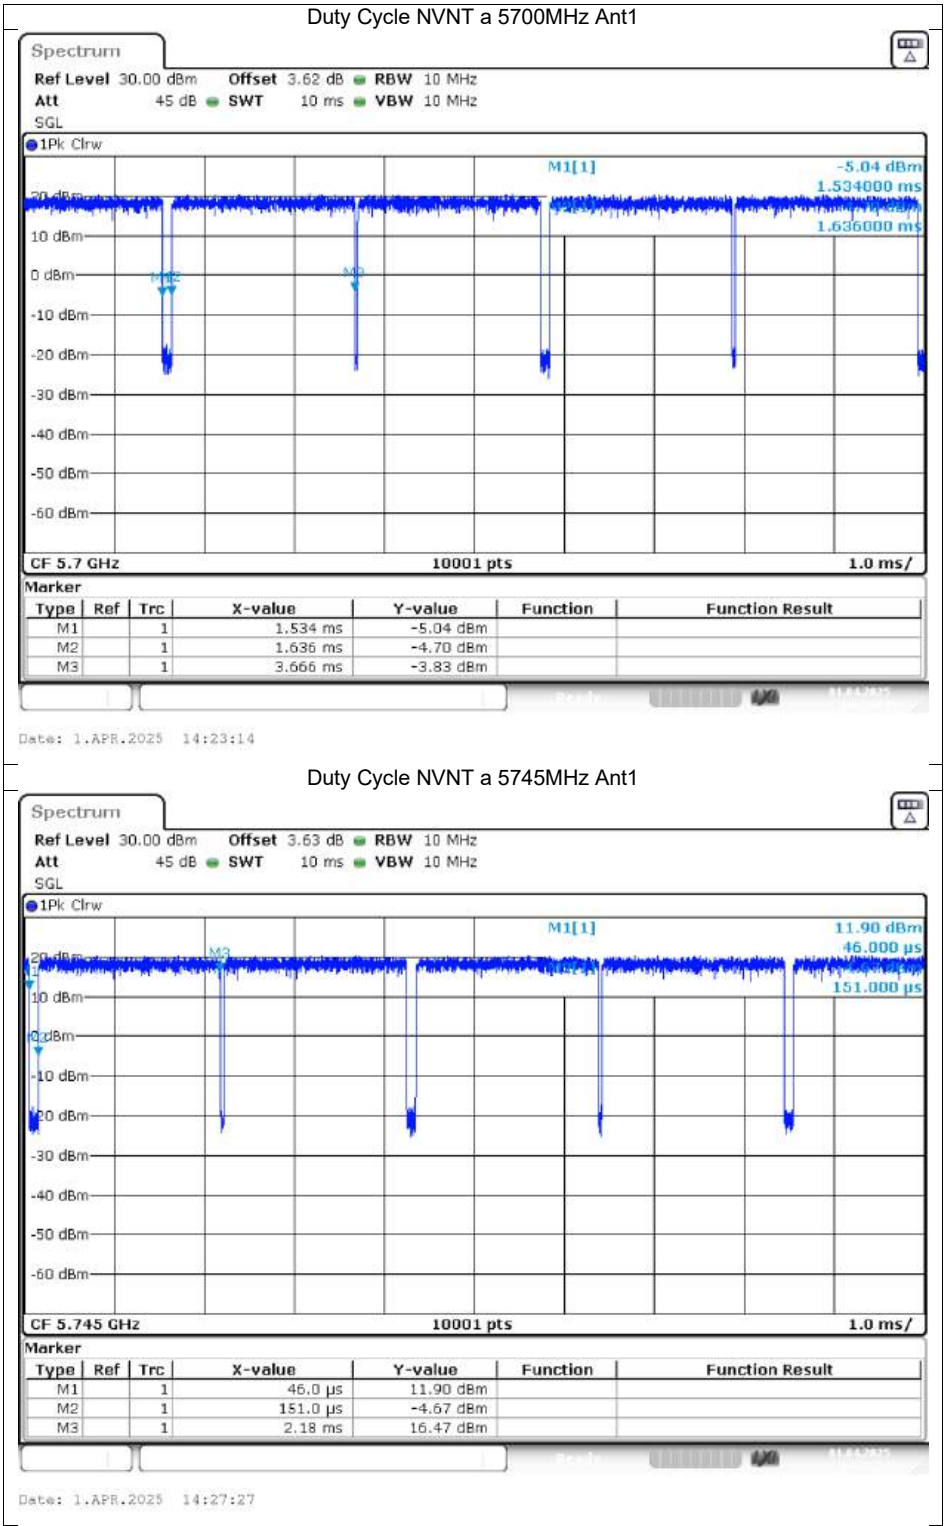 Duty Cycle NVNT a 5700MHz Ant1
Spectrum
Ref Level 30.00 dBm Offset 3.62 dB RBW 10 MHz
Att 45 dB SWT 10 ms VBW 10 MHz
SGL
1Pk Clrw
M1[1] -5.04 dBm
1.534000 ms
20 dBm
1.636000 ms
10 dBm
0 dBm
M2
-10 dBm
-20 dBm
-30 dBm
-40 dBm
-50 dBm
-60 dBm
CF 5.7 GHz 10001 pts 1.0 ms/
Marker
Type Ref Trc X-value Y-value Function Function Result
M1 1 1.534 ms -5.04 dBm
M2 1 1.636 ms -4.70 dBm
M3 1 3.666 ms -3.83 dBm
Date: 1.APR.2025 14:23:14
Duty Cycle NVNT a 5745MHz Ant1
Spectrum
Ref Level 30.00 dBm Offset 3.63 dB RBW 10 MHz
Att 45 dB SWT 10 ms VBW 10 MHz
SGL
1Pk Clrw
M1[1] 11.90 dBm
46.000 µs
20 dBm
M3
151.000 µs
10 dBm
0 dBm
-10 dBm
-20 dBm
-30 dBm
-40 dBm
-50 dBm
-60 dBm
CF 5.745 GHz 10001 pts 1.0 ms/
Marker
Type Ref Trc X-value Y-value Function Function Result
M1 1 46.0 µs 11.90 dBm
M2 1 151.0 µs -4.67 dBm
M3 1 2.18 ms 16.47 dBm
Date: 1.APR.2025 14:27:27